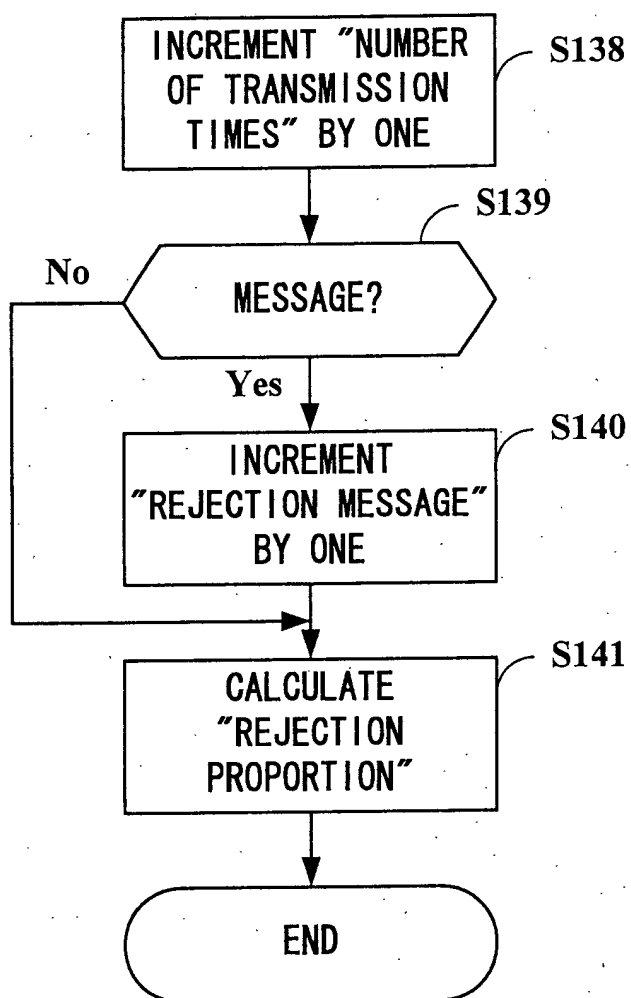 INCREMENT "NUMBER
OF TRANSMISSION
TIMES" BY ONE
S138
S139
MESSAGE?
No
Yes
S140
INCREMENT
"REJECTION MESSAGE"
BY ONE
S141
CALCULATE
"REJECTION
PROPORTION"
END